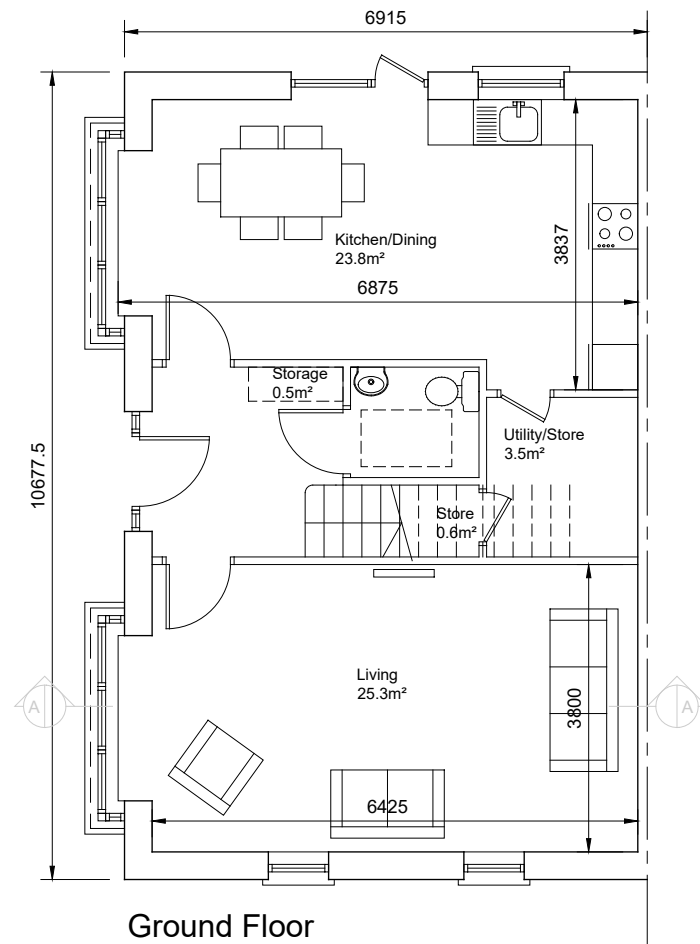 6915
Kitchen/Dining
23.8m²
3837
6875
Storage
0.5m²
Utility/Store
3.5m²
10677.5
Store
0.6m²
Living
25.3m²
A
A
3800
6425
Ground Floor